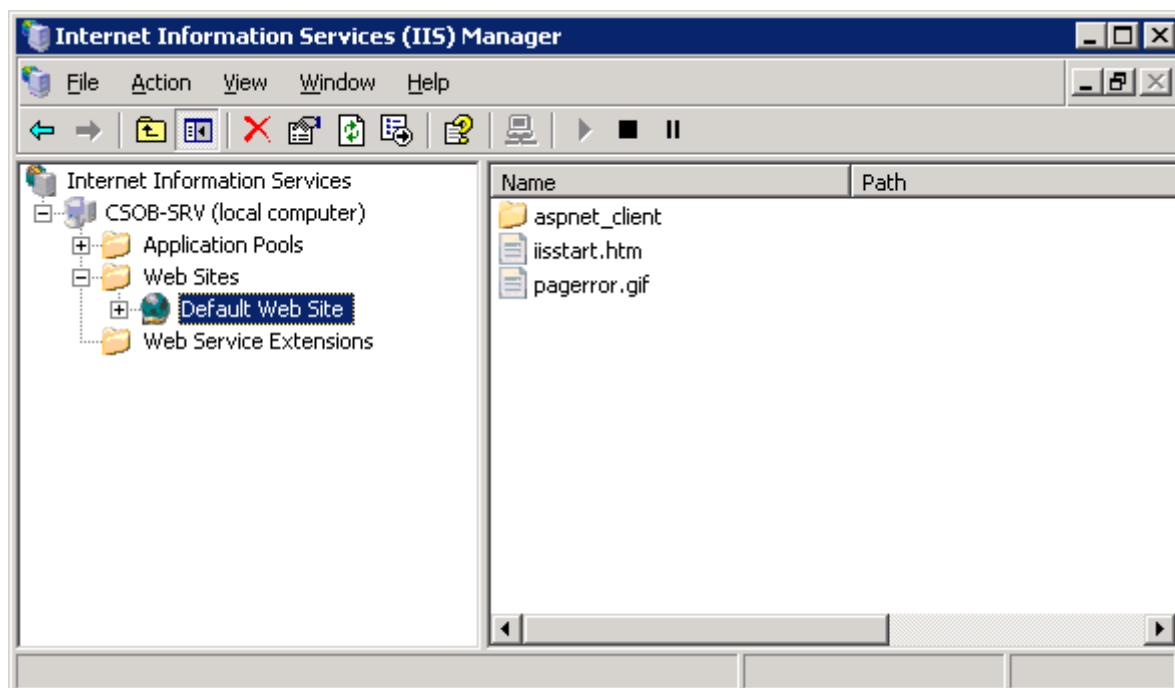 Internet Information Services (IIS) Manager
File Action View Window Help
Internet Information Services
CSOB-SRV (local computer)
Application Pools
Web Sites
Default Web Site
Web Service Extensions
Name Path
aspnet_client
iisstart.htm
pagerror.gif